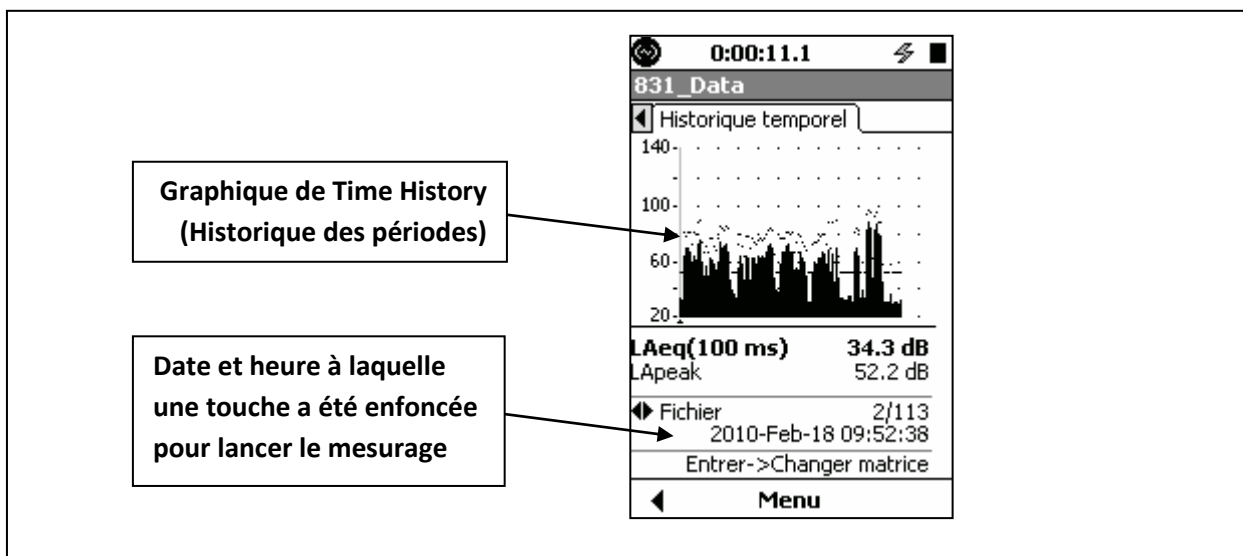 0:00:11.1
831_Data
Historique temporel
140
100
60
20
LAeq(100 ms) 34.3 dB
LApeak 52.2 dB
Fichier 2/113
2010-Feb-18 09:52:38
Entrer->Changer matrice
Menu
Graphique de Time History
(Historique des périodes)
Date et heure à laquelle
une touche a été enfoncée
pour lancer le mesurage